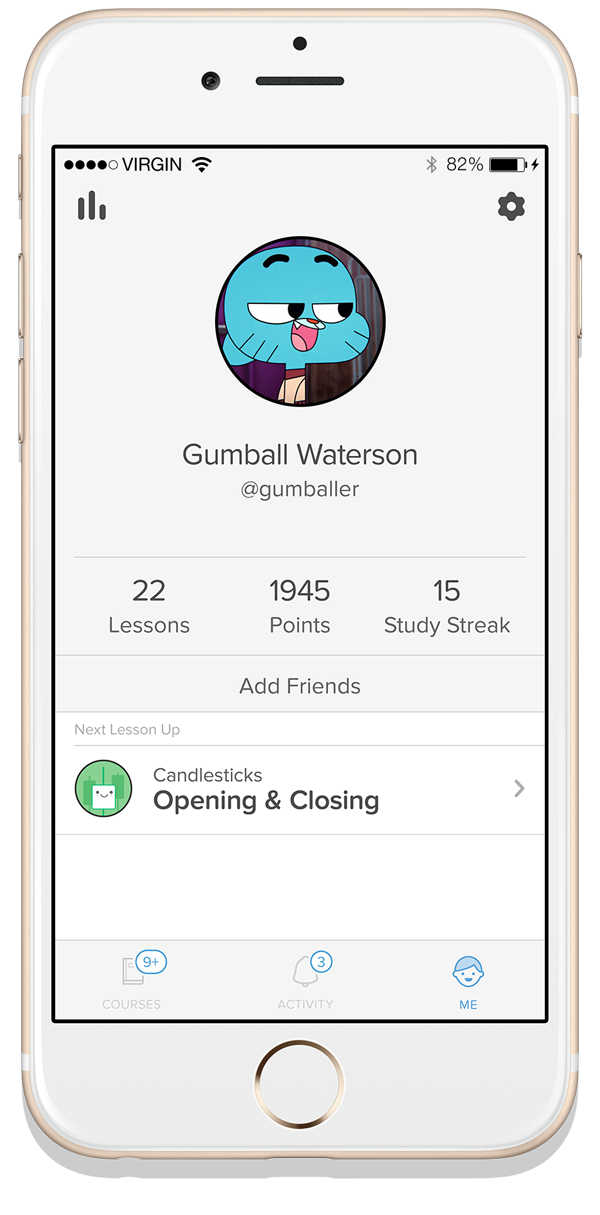 VIRGIN 82%
Gumball Waterson
@gumballer
22 1945 15
Lessons Points Study Streak
Add Friends
Next Lesson Up
Candlesticks
Opening & Closing
9+ 3
COURSES ACTIVITY ME